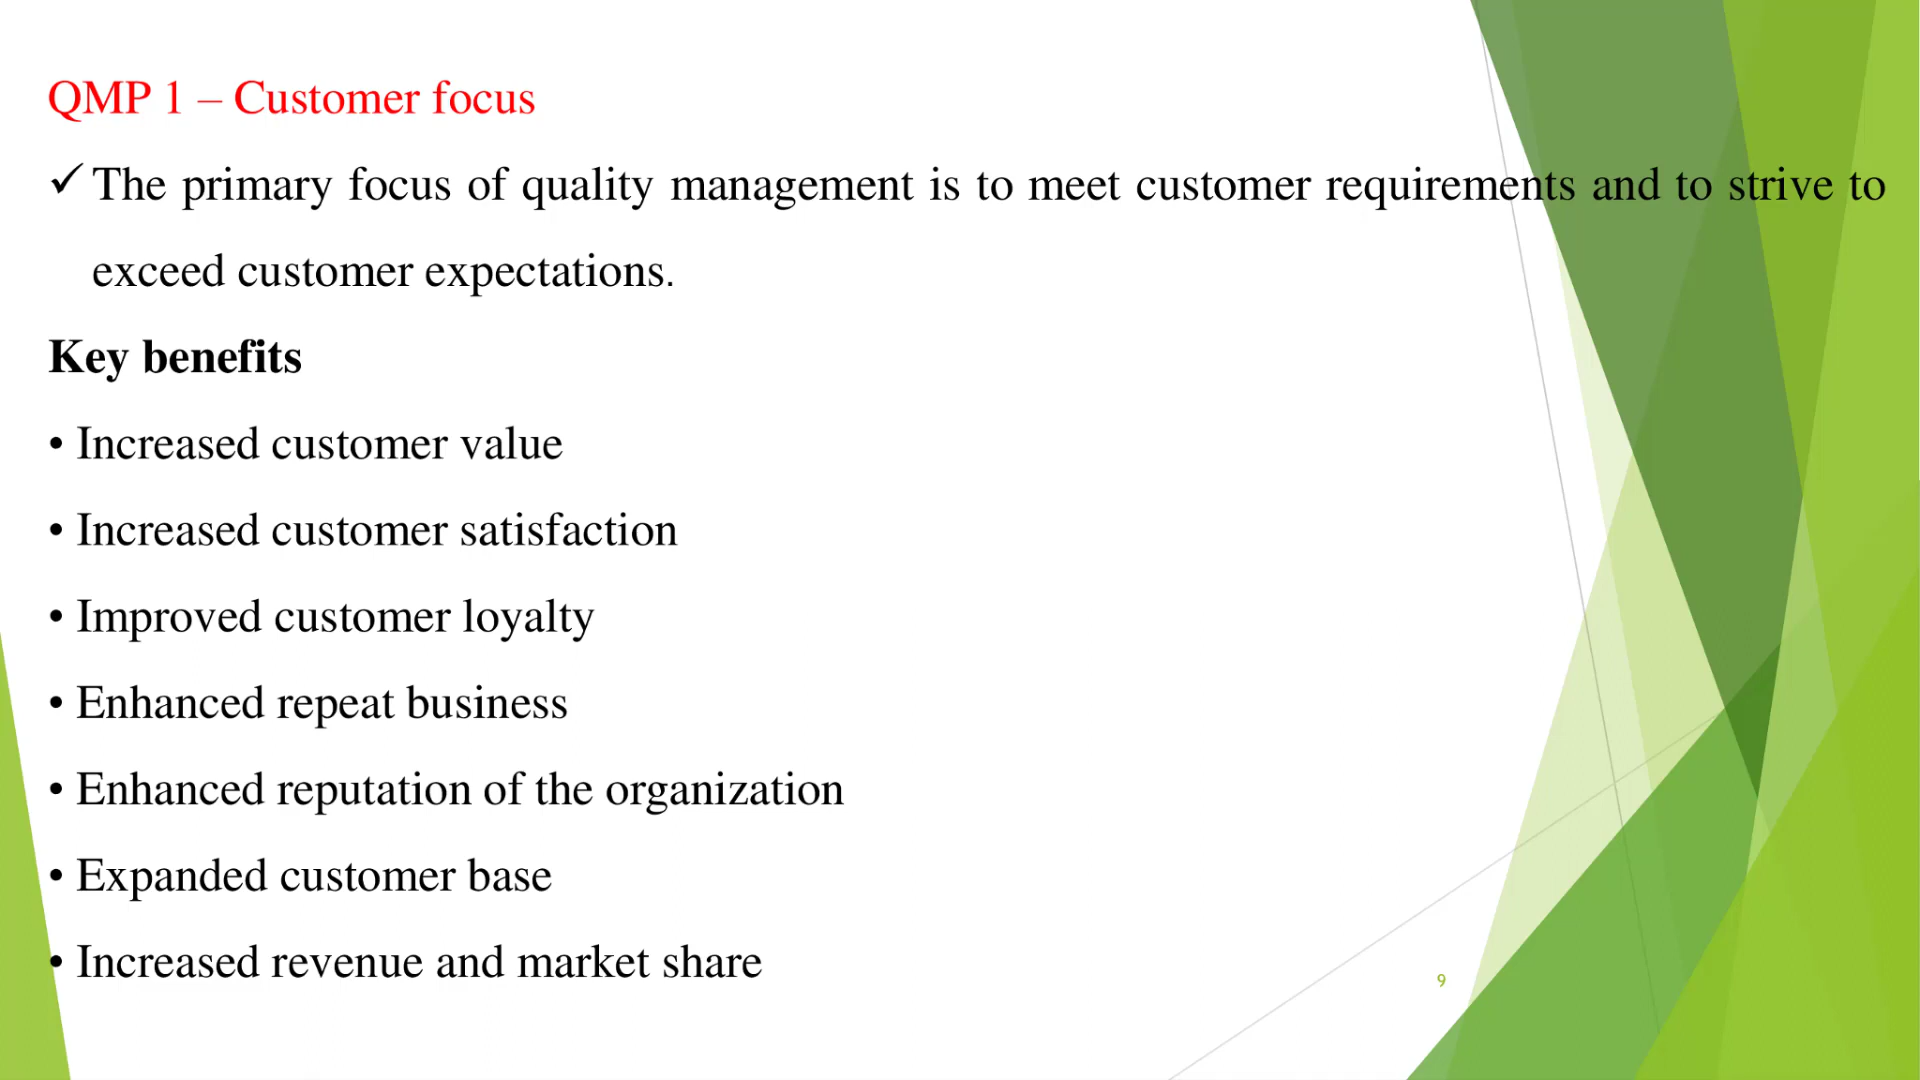 QMP 1 – Customer focus
✓ The primary focus of quality management is to meet customer requirements and to strive to
exceed customer expectations.
Key benefits
• Increased customer value
• Increased customer satisfaction
• Improved customer loyalty
• Enhanced repeat business
• Enhanced reputation of the organization
• Expanded customer base
• Increased revenue and market share
9